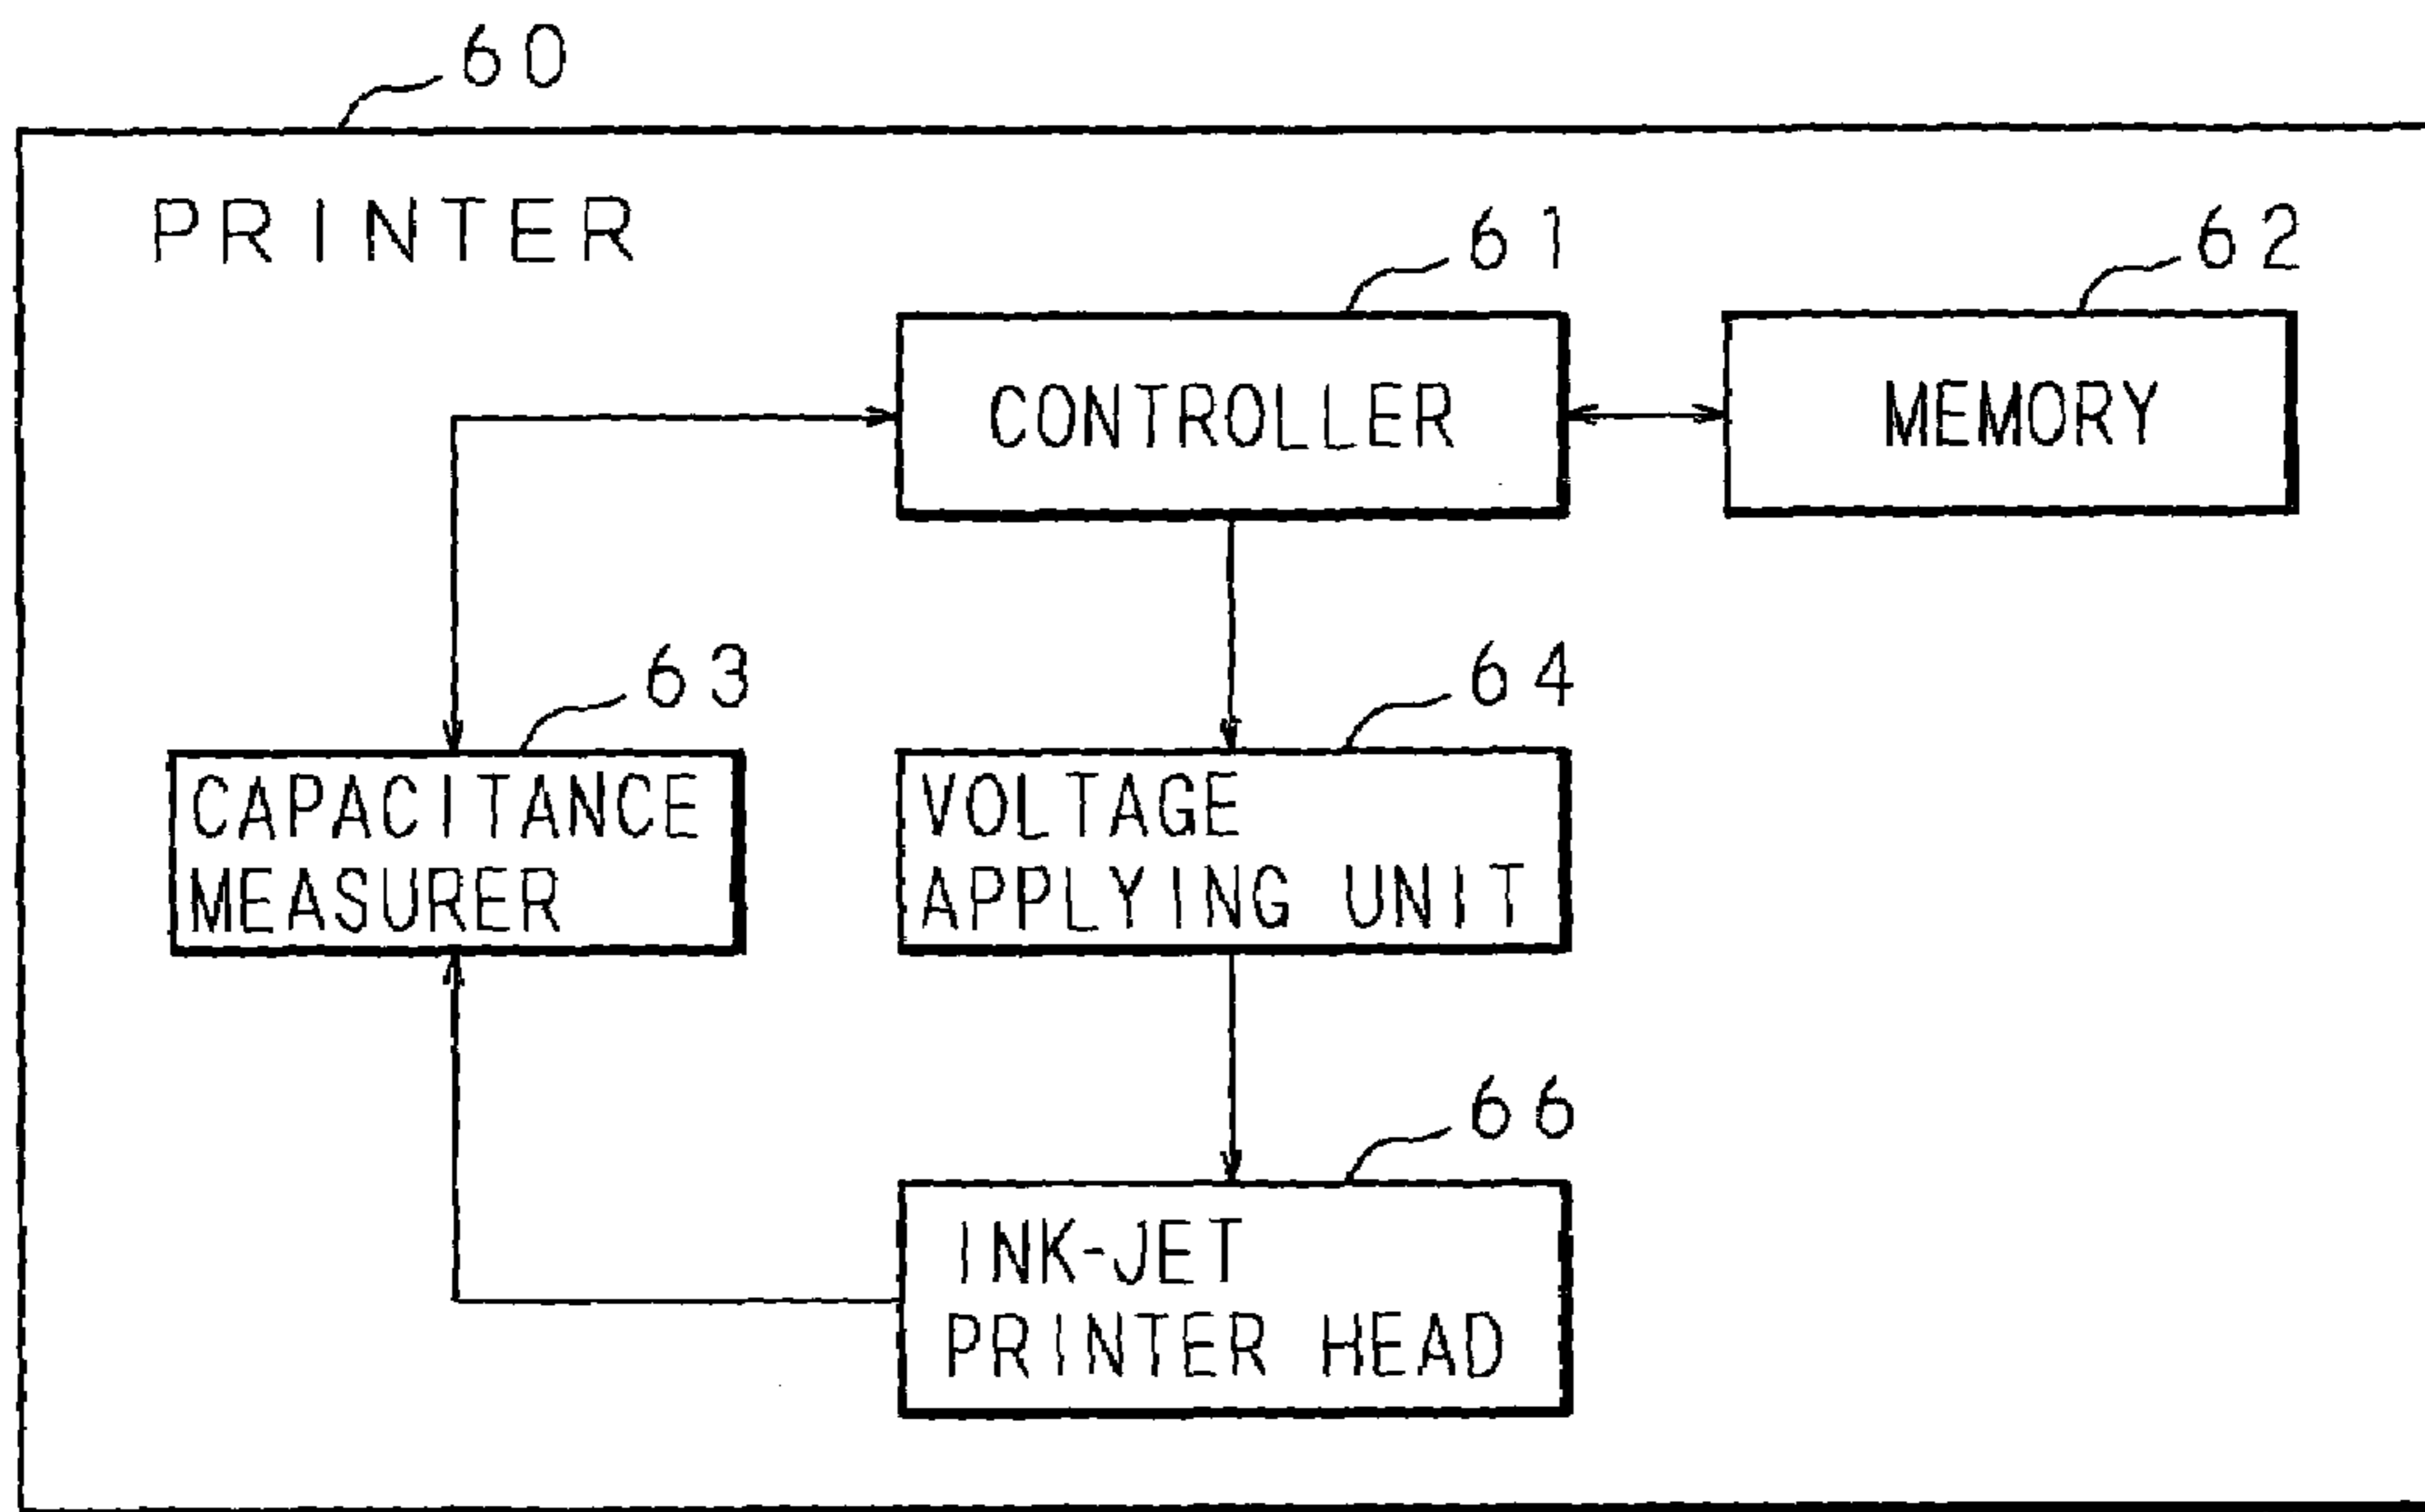 60
PRINTER
61
62
CONTROLLER
MEMORY
63
64
CAPACITANCE
MEASURER
VOLTAGE
APPLYING UNIT
66
INK-JET
PRINTER HEAD